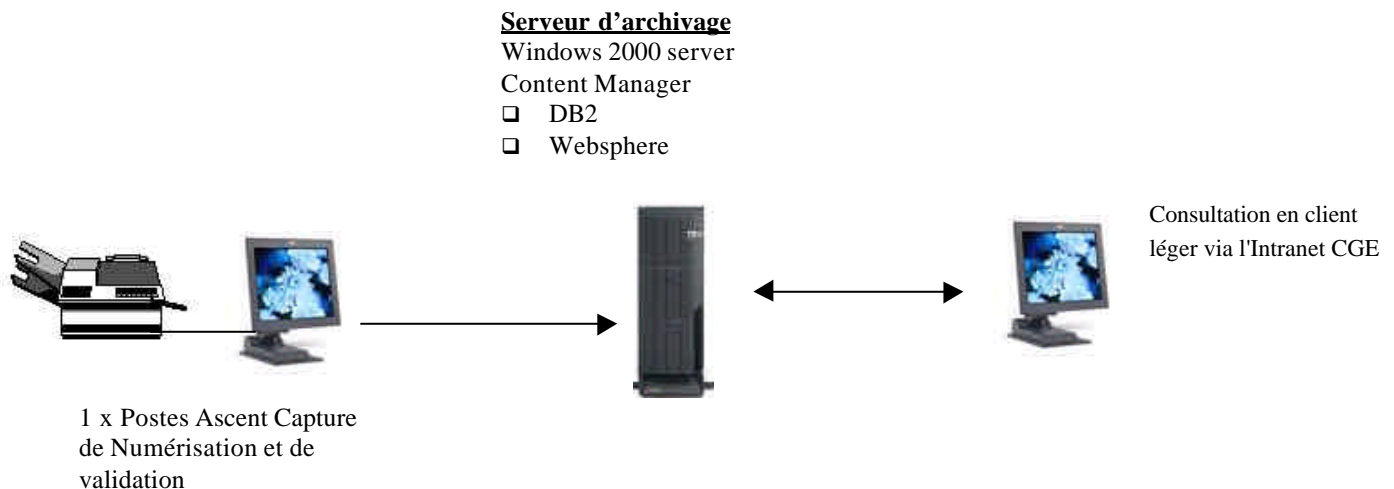 Serveur d'archivage
Windows 2000 server
Content Manager
❑ DB2
❑ Websphere
Consultation en client
léger via l'Intranet CGE
1 x Postes Ascent Capture
de Numérisation et de
validation